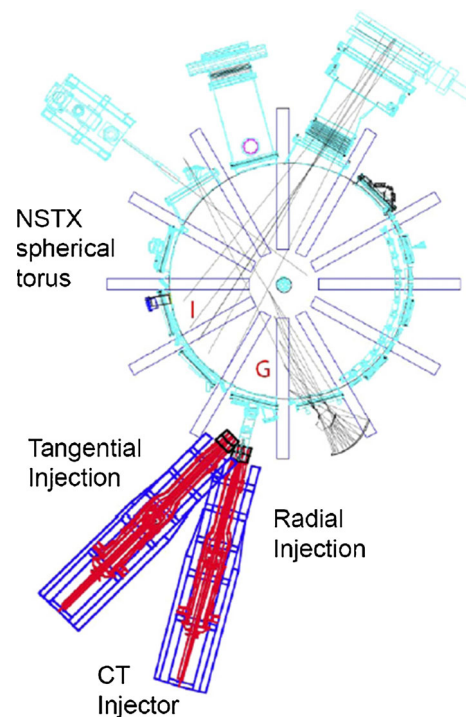 NSTX
spherical
torus
I
G
Tangential
Injection
Radial
Injection
CT
Injector